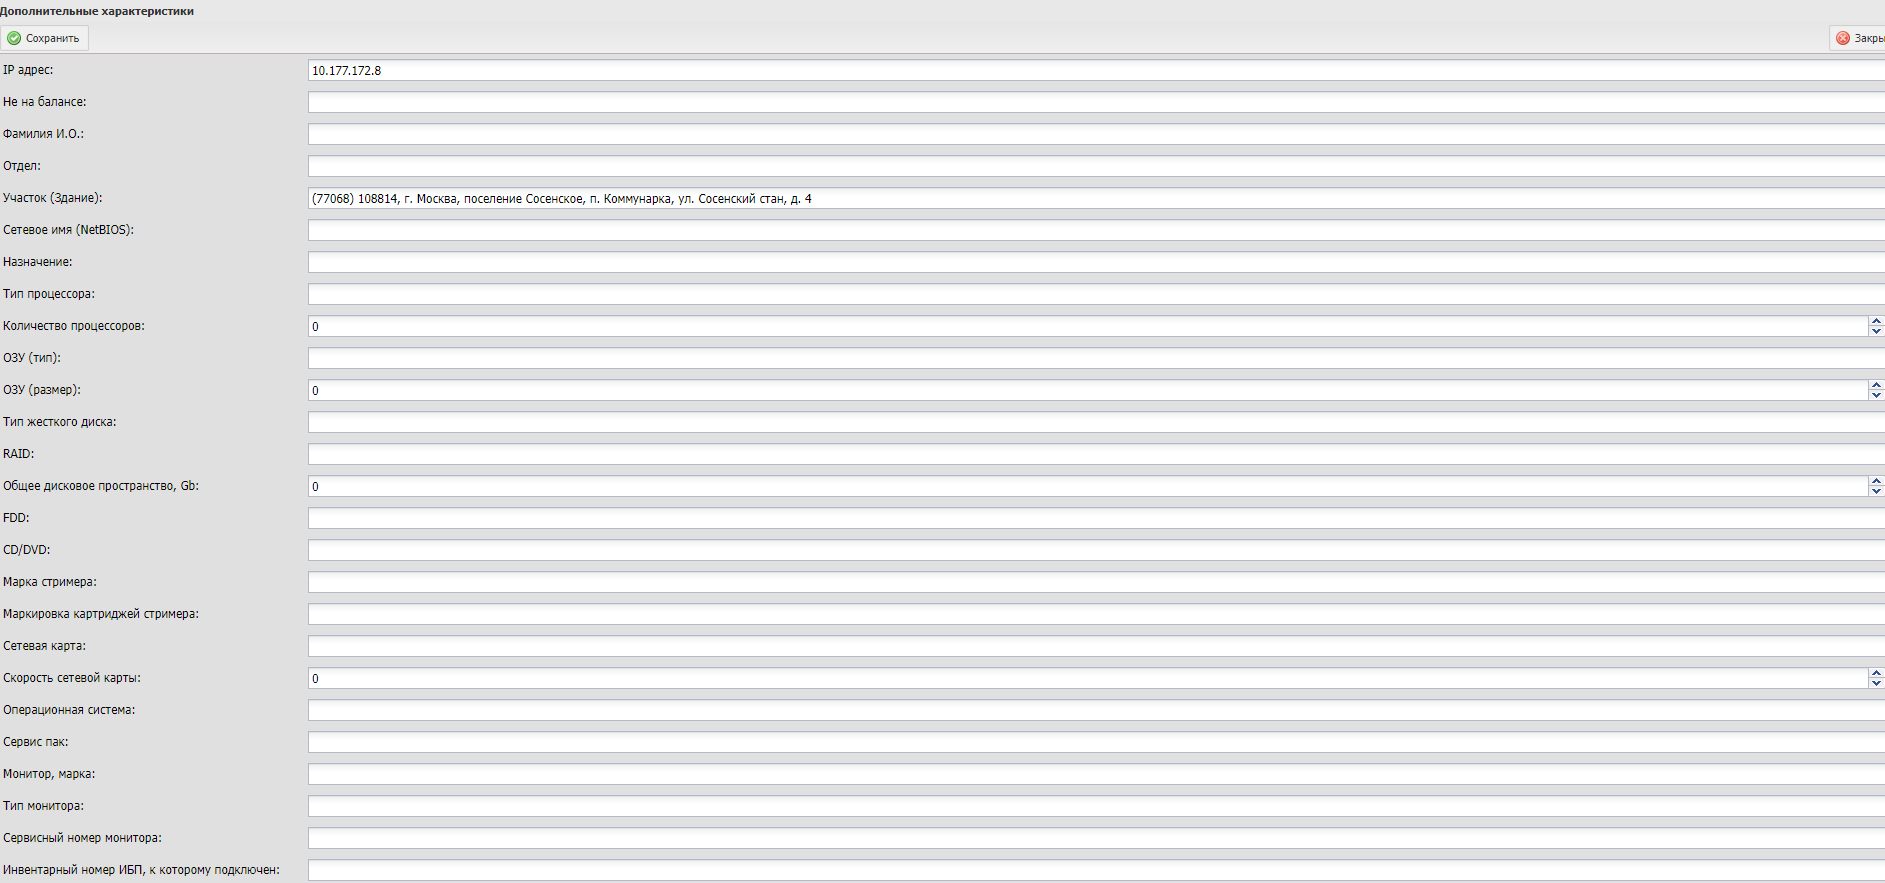 Дополнительные характеристики
Сохранить
Закры
IP адрес:
10.177.172.8
Не на балансе:
Фамилия И.О.:
Отдел:
Участок (Здание):
(77068) 108814, г. Москва, поселение Сосенское, п. Коммунарка, ул. Сосенский стан, д. 4
Сетевое имя (NetBIOS):
Назначение:
Тип процессора:
Количество процессоров:
0
ОЗУ (тип):
ОЗУ (размер):
0
Тип жесткого диска:
RAID:
Общее дисковое пространство, Gb:
0
FDD:
CD/DVD:
Марка стримера:
Маркировка картриджей стримера:
Сетевая карта:
Скорость сетевой карты:
0
Операционная система:
Сервис пак:
Монитор, марка:
Тип монитора:
Сервисный номер монитора:
Инвентарный номер ИБП, к которому подключен: